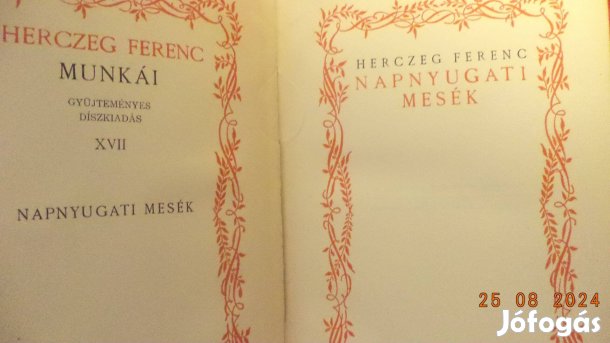 HERCZEG FERENC
MUNKÁI
GYŰJTEMÉNYES
DÍSZKIADÁS
XVII
NAPNYUGATI MESÉK
HERCZEG FERENC
NAPNYUGATI
MESÉK
25 08 2024
Jófogás